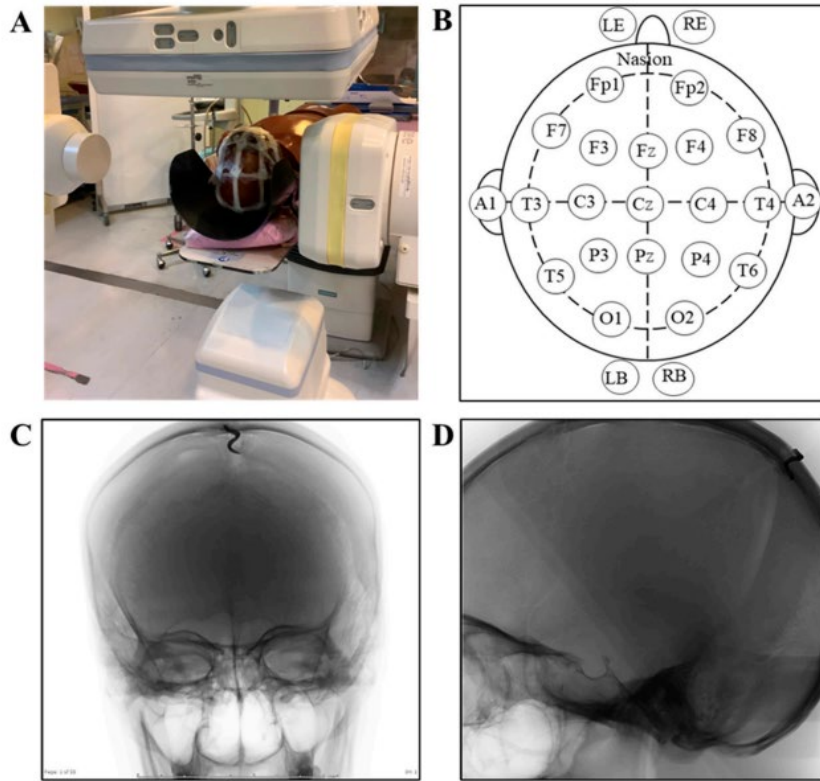 A
B
LE RE
Nasion
Fp1 Fp2
F7 F3 Fz F4 F8
A1 T3 C3 Cz C4 T4 A2
T5 P3 Pz P4 T6
O1 O2
LB RB
C
D